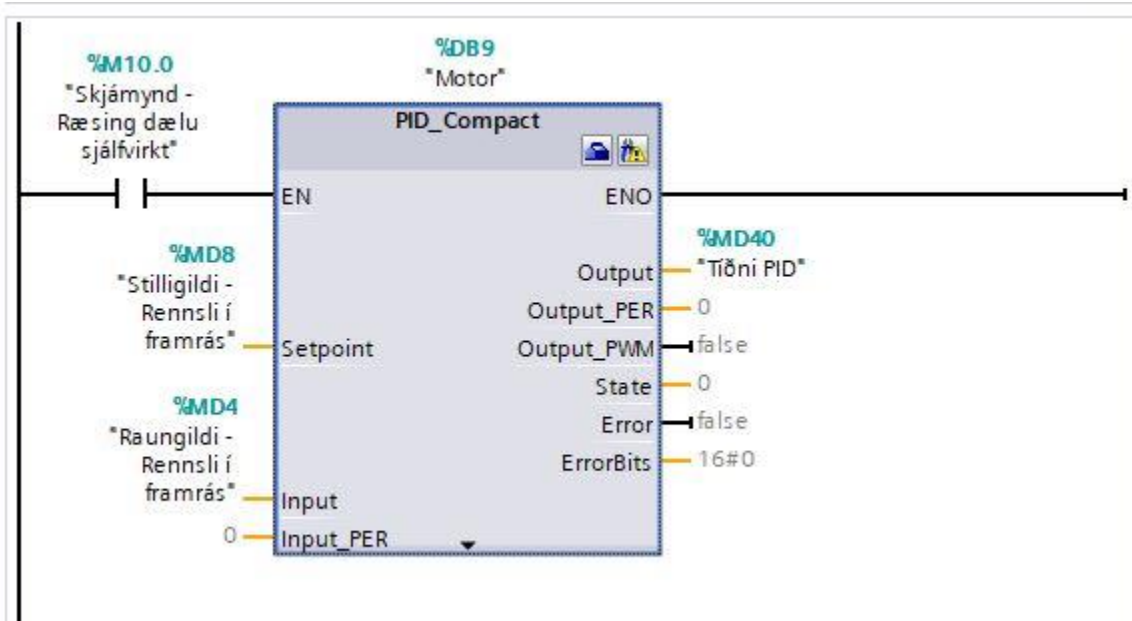 %M10.0
"Skjámynd -
Ræsing dælu
sjálfvirkt"
%DB9
"Motor"
PID_Compact
EN
ENO
%MD8
"Stilligildi -
Rennsli í
framrás"
Setpoint
%MD4
"Raungildi -
Rennsli í
framrás"
Input
0
Input_PER
%MD40
Output
"Tíðni PID"
Output_PER
0
Output_PWM
false
State
0
Error
false
ErrorBits
16#0